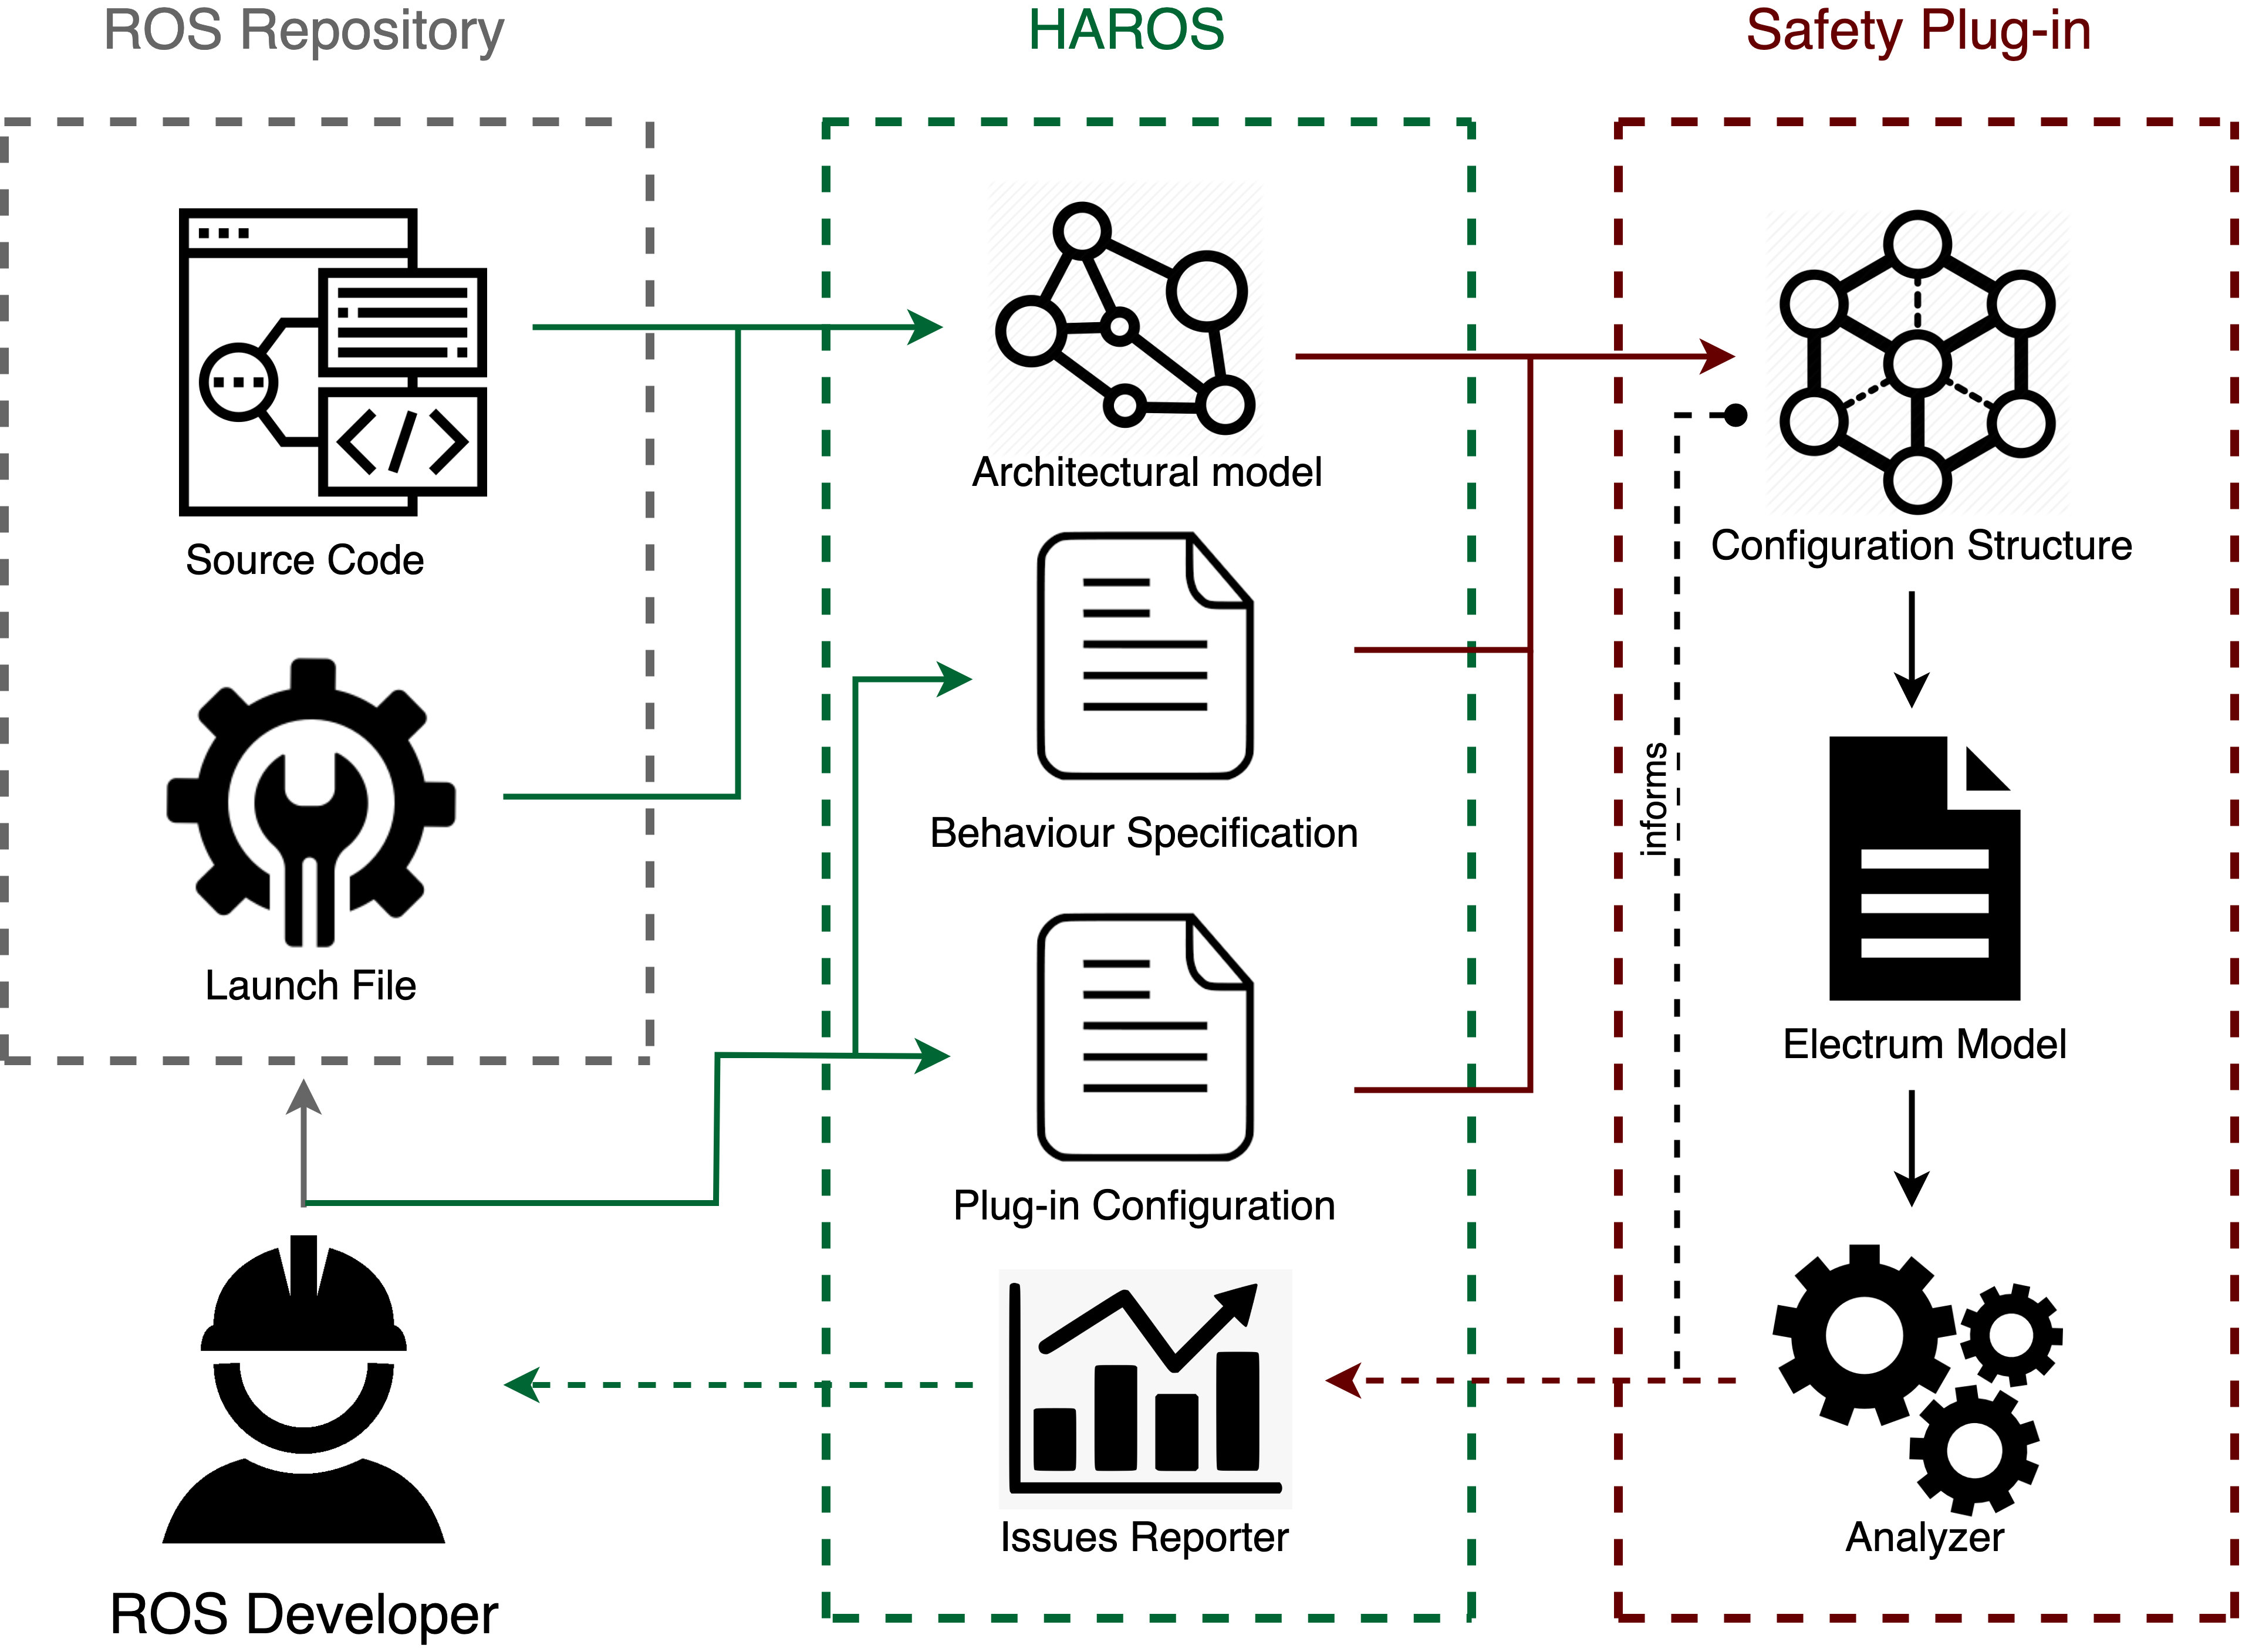 ROS Repository
HAROS
Safety Plug-in
Source Code
Launch File
ROS Developer
Architectural model
Behaviour Specification
Plug-in Configuration
Issues Reporter
informs
Configuration Structure
Electrum Model
Analyzer